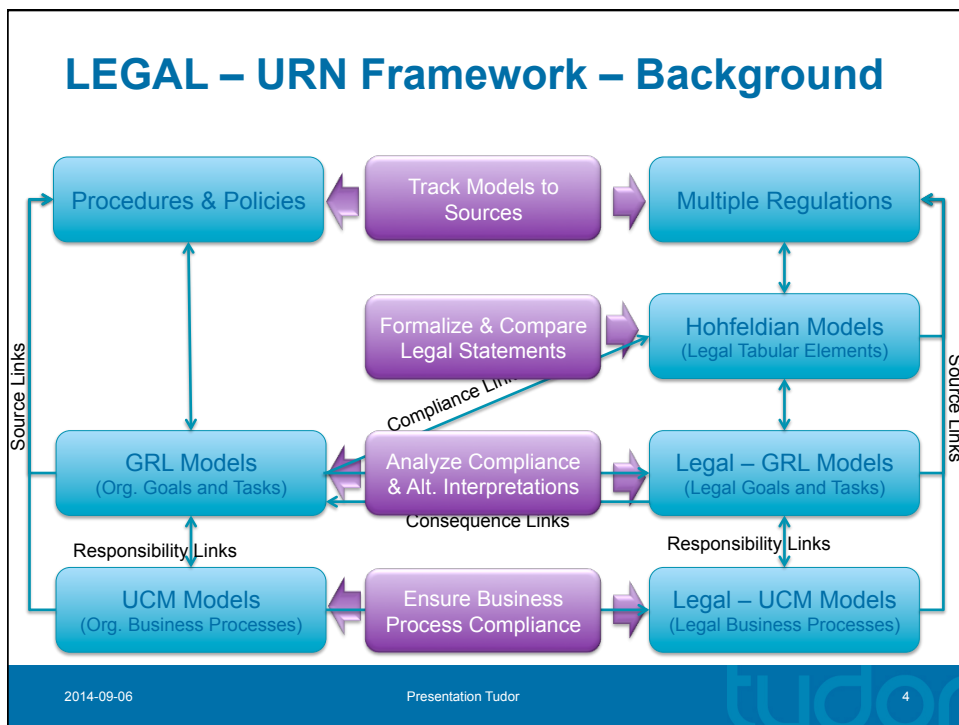 LEGAL – URN Framework – Background
Procedures & Policies
Track Models to
Sources
Multiple Regulations
Formalize & Compare
Legal Statements
Hohfeldian Models
(Legal Tabular Elements)
Source Links
Compliance Link
Source Links
GRL Models
(Org. Goals and Tasks)
Analyze Compliance
& Alt. Interpretations
Legal – GRL Models
(Legal Goals and Tasks)
Consequence Links
Responsibility Links
Responsibility Links
UCM Models
(Org. Business Processes)
Ensure Business
Process Compliance
Legal – UCM Models
(Legal Business Processes)
2014-09-06
Presentation Tudor
4
tudor